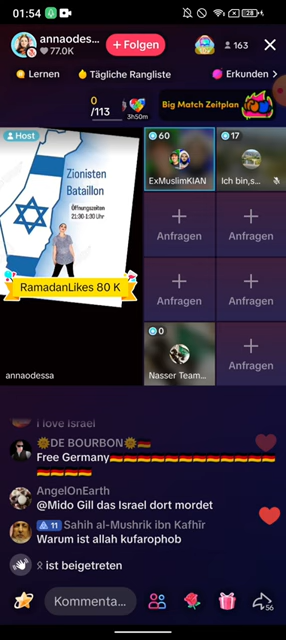 01:54
28
annaodes...
77.0K
+ Folgen
163
Lernen
Tägliche Rangliste
Erkunden
0
/113
3h50m
Big Match Zeitplan
Host
Zionisten
Bataillon
Öffnungszeiten
21:30-1:30 Uhr
RamadanLikes 80 K
annaodessa
60
ExMuslimKIAN
17
Ich bin,s...
Anfragen
Anfragen
Anfragen
Anfragen
0
Nasser Team...
Anfragen
I love Israel
DE BOURBON
Free Germany
AngelOnEarth
@Mido Gill das Israel dort mordet
11 Sahih al-Mushrik ibn Kafhīr
Warum ist allah kufarophob
ist beigetreten
Kommenta...
56